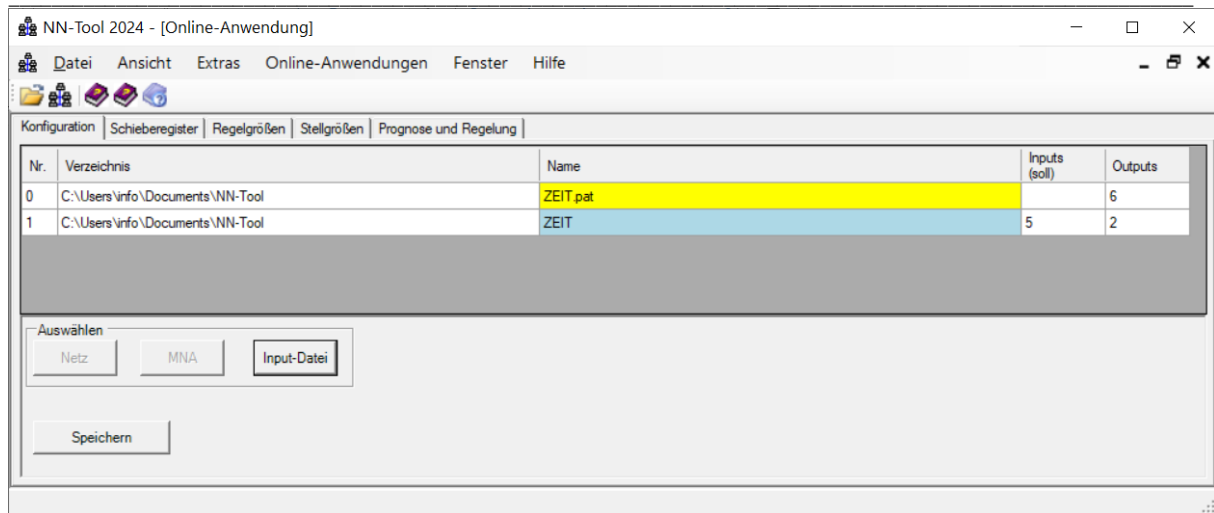 NN-Tool 2024 - [Online-Anwendung]
Datei Ansicht Extras Online-Anwendungen Fenster Hilfe
Konfiguration Schieberegister Regelgrößen Stellgrößen Prognose und Regelung
Nr. Verzeichnis Name Inputs (soll) Outputs
0 C:\Users\info\Documents\NN-Tool ZEIT.pat 6
1 C:\Users\info\Documents\NN-Tool ZEIT 5 2
Auswählen
Netz MNA Input-Datei
Speichern